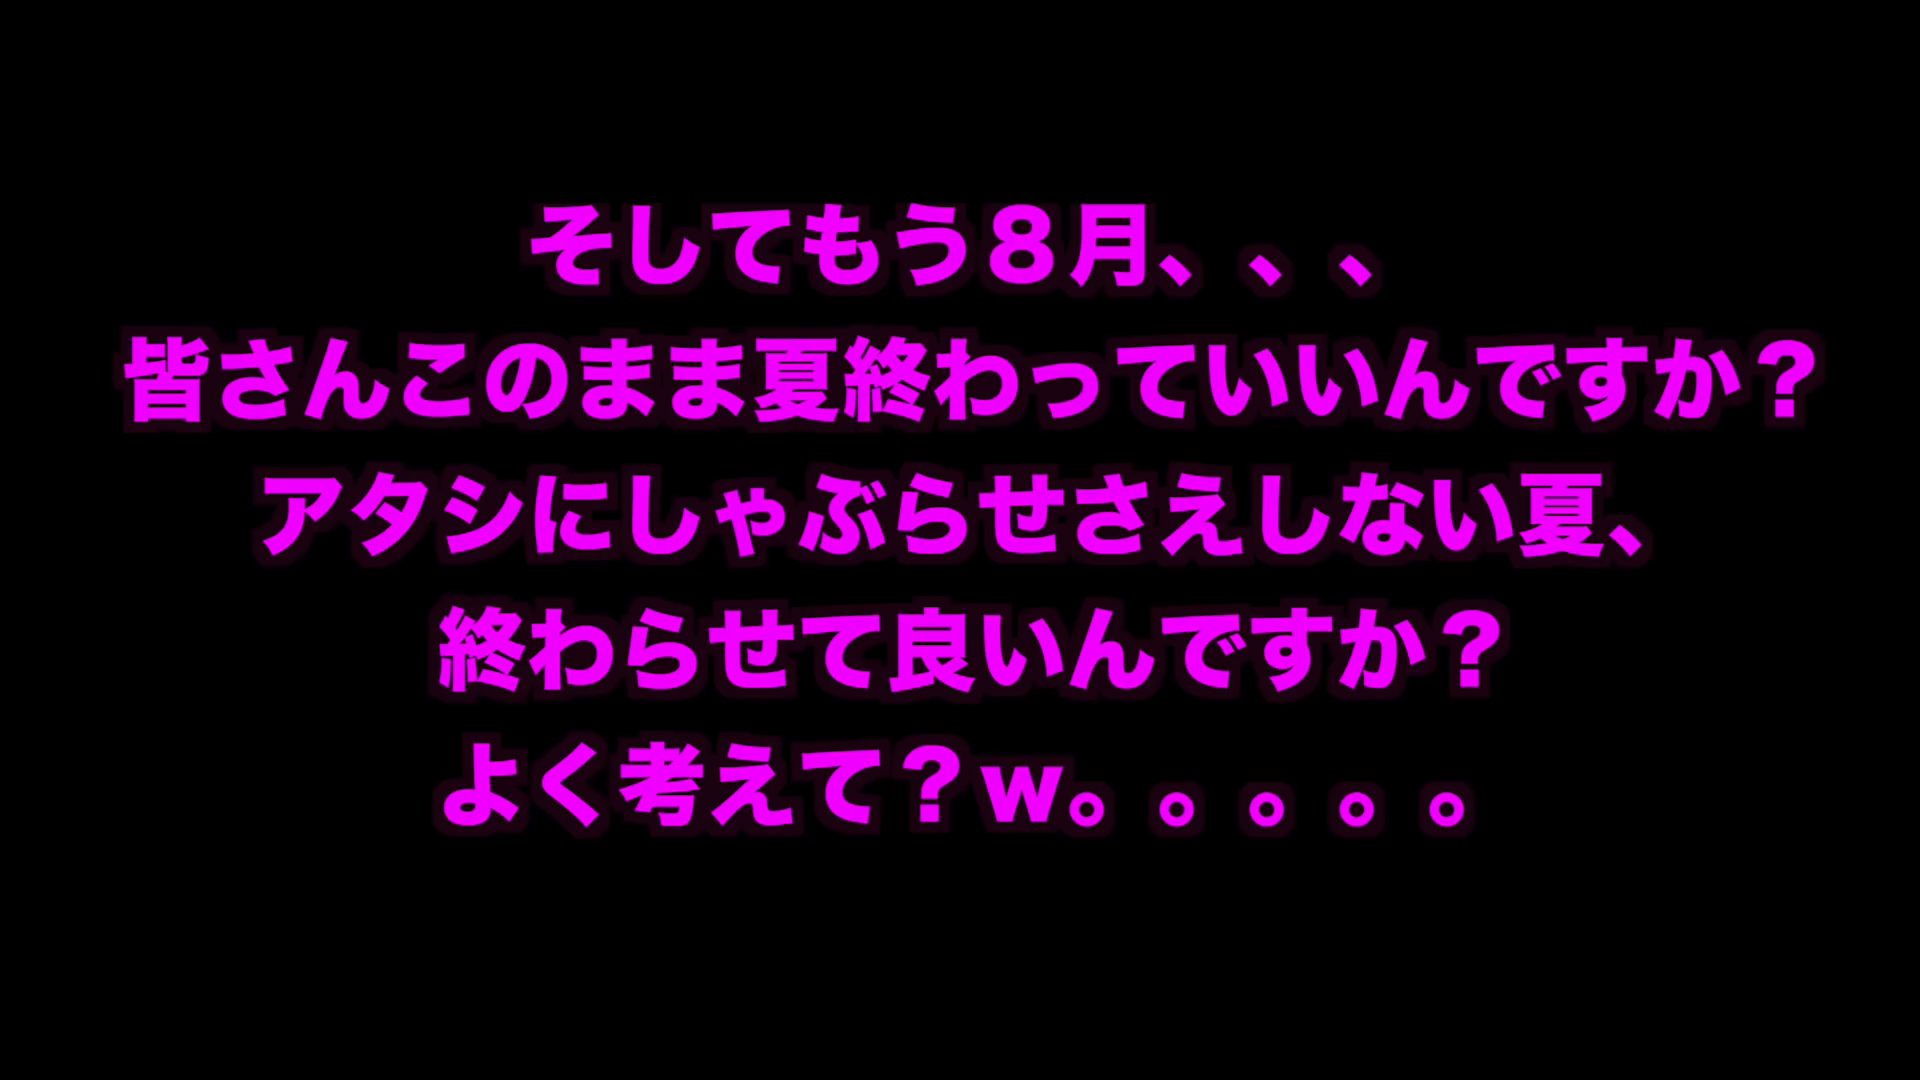 そしてもう８月、、、
皆さんこのまま夏終わっていいんですか？
アタシにしゃぶらせさえしない夏、
終わらせて良いんですか？
よく考えて？ｗ。。。。。